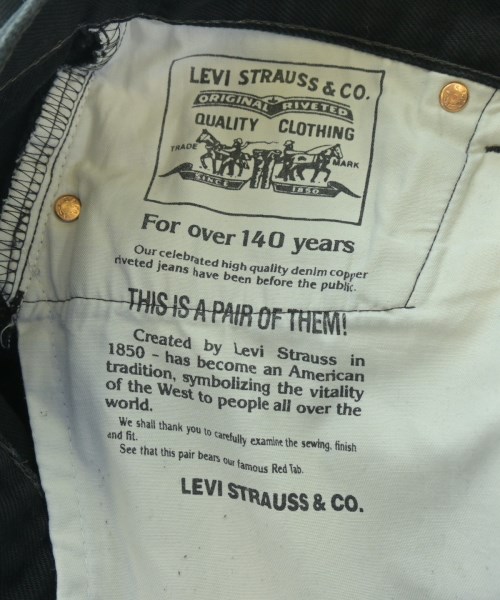 LEVI STRAUSS & CO.
ORIGINAL RIVETED
QUALITY CLOTHING
TRADE MARK
SINCE 1850
For over 140 years
Our celebrated high quality denim copper
riveted jeans have been before the public.
THIS IS A PAIR OF THEM!
Created by Levi Strauss in
1850 - has become an American
tradition, symbolizing the vitality
of the West to people all over the
world.
We shall thank you to carefully examine the sewing, finish
and fit.
See that this pair bears our famous Red Tab.
LEVI STRAUSS & CO.